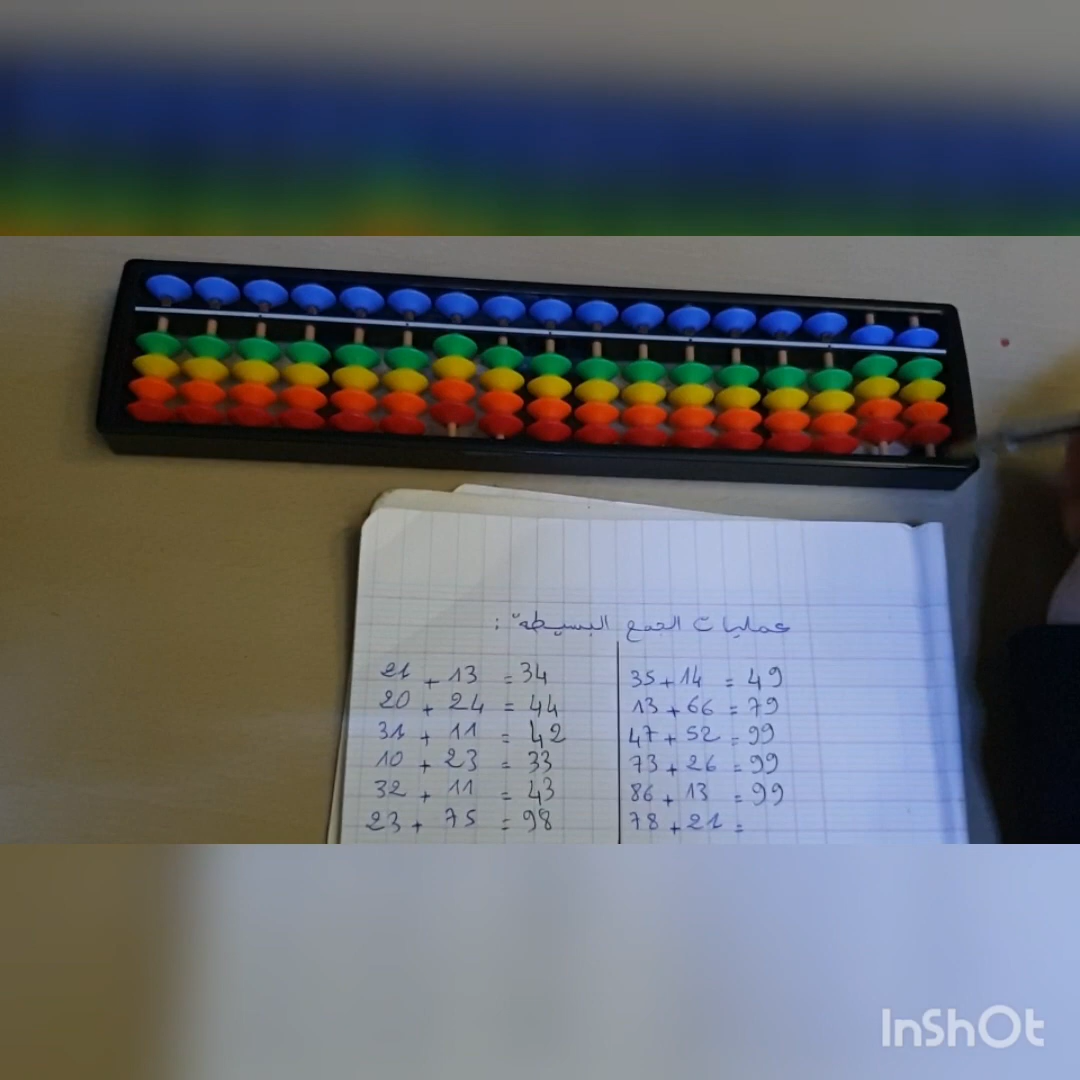 عمليات الجمع البسيطة :
21 + 13 = 34
20 + 24 = 44
31 + 11 = 42
10 + 23 = 33
32 + 11 = 43
23 + 75 = 98
35 + 14 = 49
13 + 66 = 79
47 + 52 = 99
73 + 26 = 99
86 + 13 = 99
78 + 21 =
InShOt